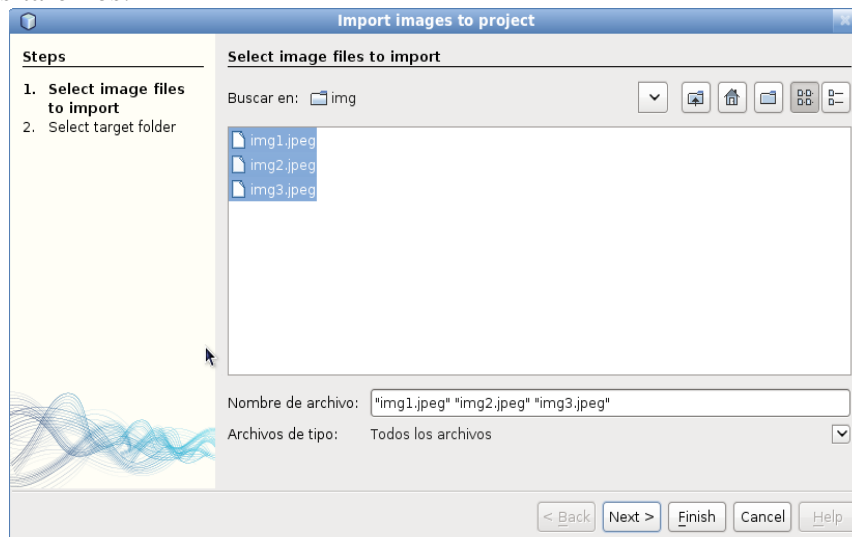 Import images to project
Steps
1. Select image files
to import
2. Select target folder
Select image files to import
Buscar en: img
img1.jpeg
img2.jpeg
img3.jpeg
Nombre de archivo: "img1.jpeg" "img2.jpeg" "img3.jpeg"
Archivos de tipo: Todos los archivos
< Back Next > Finish Cancel Help